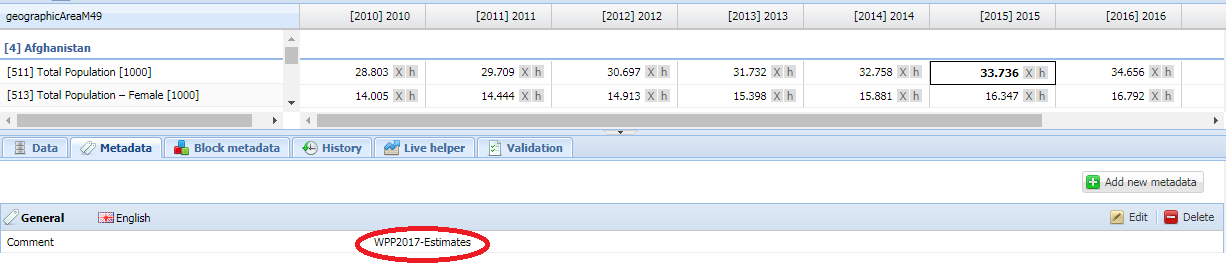 geographicAreaM49 [2010] 2010 [2011] 2011 [2012] 2012 [2013] 2013 [2014] 2014 [2015] 2015 [2016] 2016
[4] Afghanistan
[511] Total Population [1000] 28.803 X h 29.709 X h 30.697 X h 31.732 X h 32.758 X h 33.736 X h 34.656 X h
[513] Total Population – Female [1000] 14.005 X h 14.444 X h 14.913 X h 15.398 X h 15.881 X h 16.347 X h 16.792 X h
Data Metadata Block metadata History Live helper Validation
Add new metadata
General English Edit Delete
Comment WPP2017-Estimates